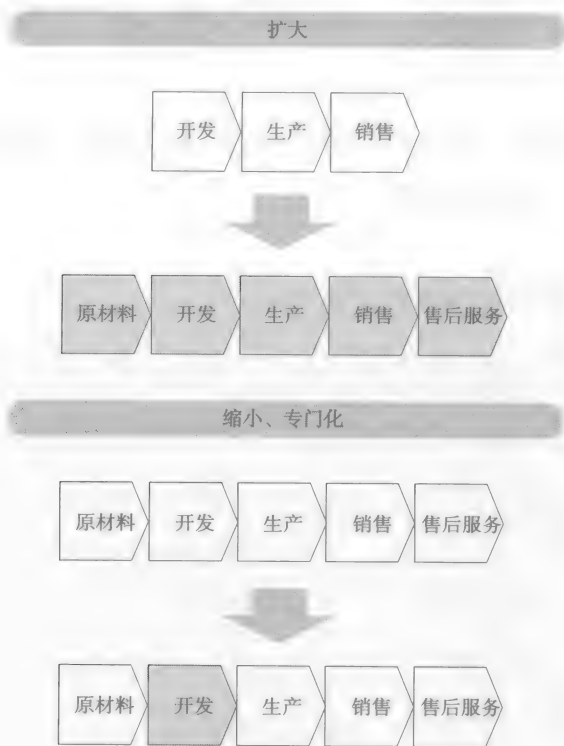 扩大
开发 生产 销售
原材料 开发 生产 销售 售后服务
缩小、专门化
原材料 开发 生产 销售 售后服务
原材料 开发 生产 销售 售后服务